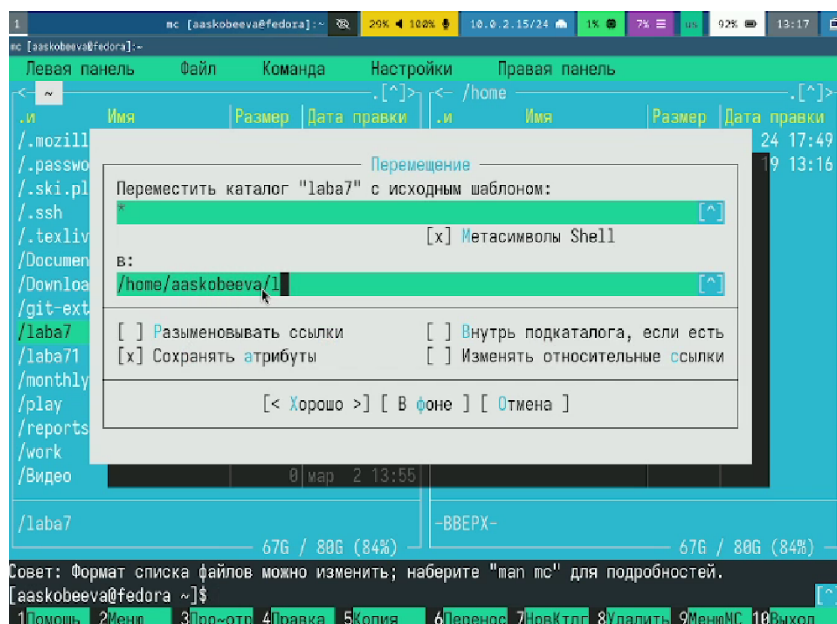 1 mc [aaskobeeva@fedora]:~ 29% 100% 10.0.2.15/24 1% 7% us 92% 13:17
mc [aaskobeeva@fedora]:~
Левая панель Файл Команда Настройки Правая панель
<- ~ .[^]> <- /home .[^]>
.и Имя Размер Дата правки .и Имя Размер Дата правки
/.mozill 24 17:49
/.passwo Перемещение 19 13:16
/.ski.pl Переместить каталог "laba7" с исходным шаблоном:
/.ssh * [^]
/.texliv [x] Метасимволы Shell
/Documen в:
/Downloa /home/aaskobeeva/l [^]
/git-ext
/laba7 [ ] Разыменовывать ссылки [ ] Внутрь подкаталога, если есть
/laba71 [x] Сохранять атрибуты [ ] Изменять относительные ссылки
/monthly
/play [< Хорошо >] [ В фоне ] [ Отмена ]
/reports
/work
/Видео 0 мар 2 13:55
/laba7 -ВВЕРХ-
67G / 80G (84%) 67G / 80G (84%)
Совет: Формат списка файлов можно изменить; наберите "man mc" для подробностей.
[aaskobeeva@fedora ~]$ [^]
1Помощь 2Меню 3Про~отр 4Правка 5Копия 6Перенос 7НовКтлг 8Удалить 9МенюMC 10Выход